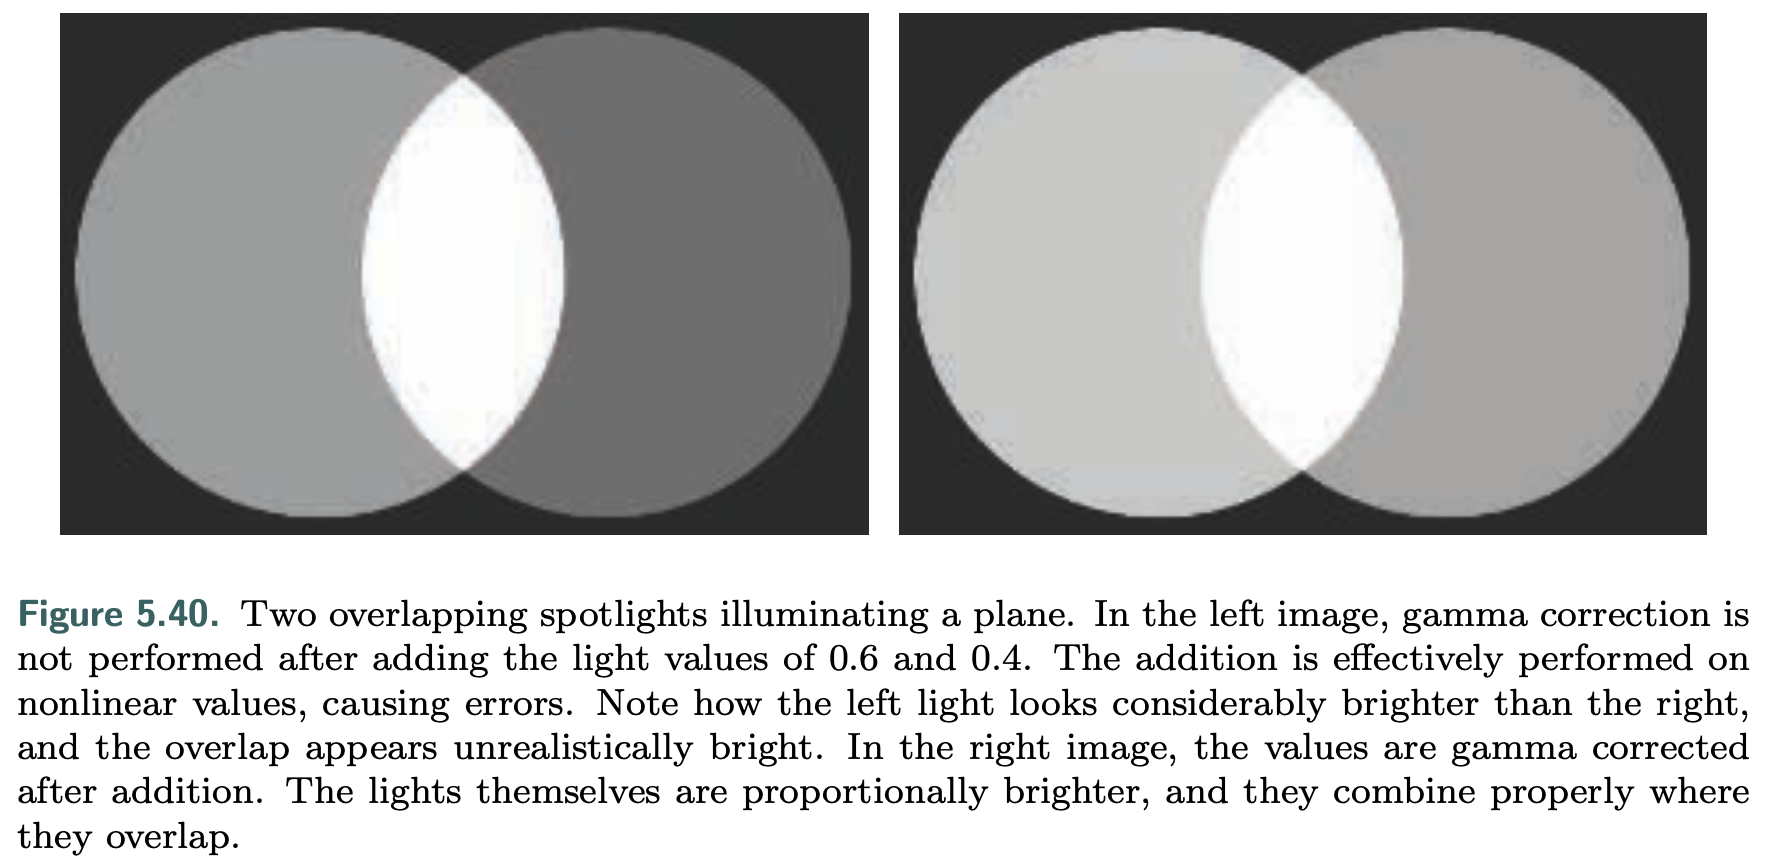 Figure 5.40. Two overlapping spotlights illuminating a plane. In the left image, gamma correction is
not performed after adding the light values of 0.6 and 0.4. The addition is effectively performed on
nonlinear values, causing errors. Note how the left light looks considerably brighter than the right,
and the overlap appears unrealistically bright. In the right image, the values are gamma corrected
after addition. The lights themselves are proportionally brighter, and they combine properly where
they overlap.